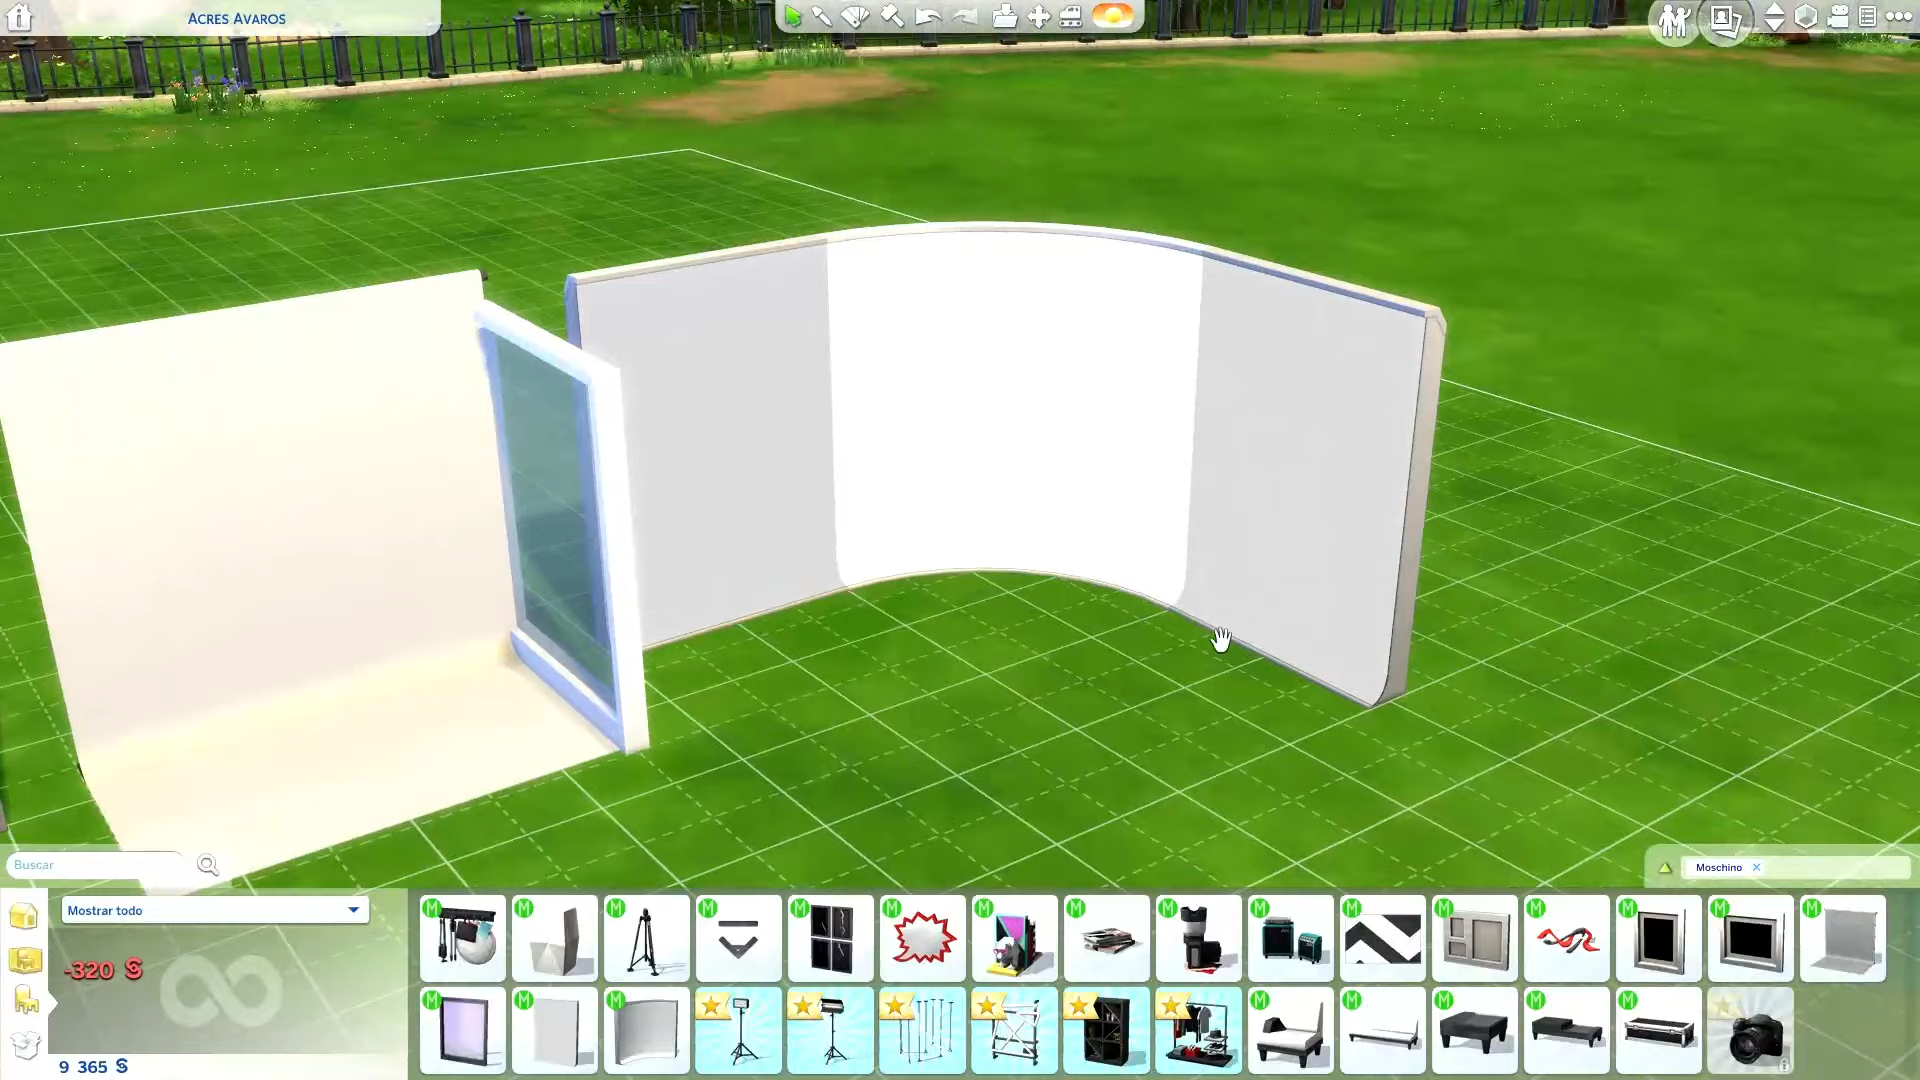 Acres Avaros
Buscar
Moschino
Mostrar todo
-320 §
9 365 §